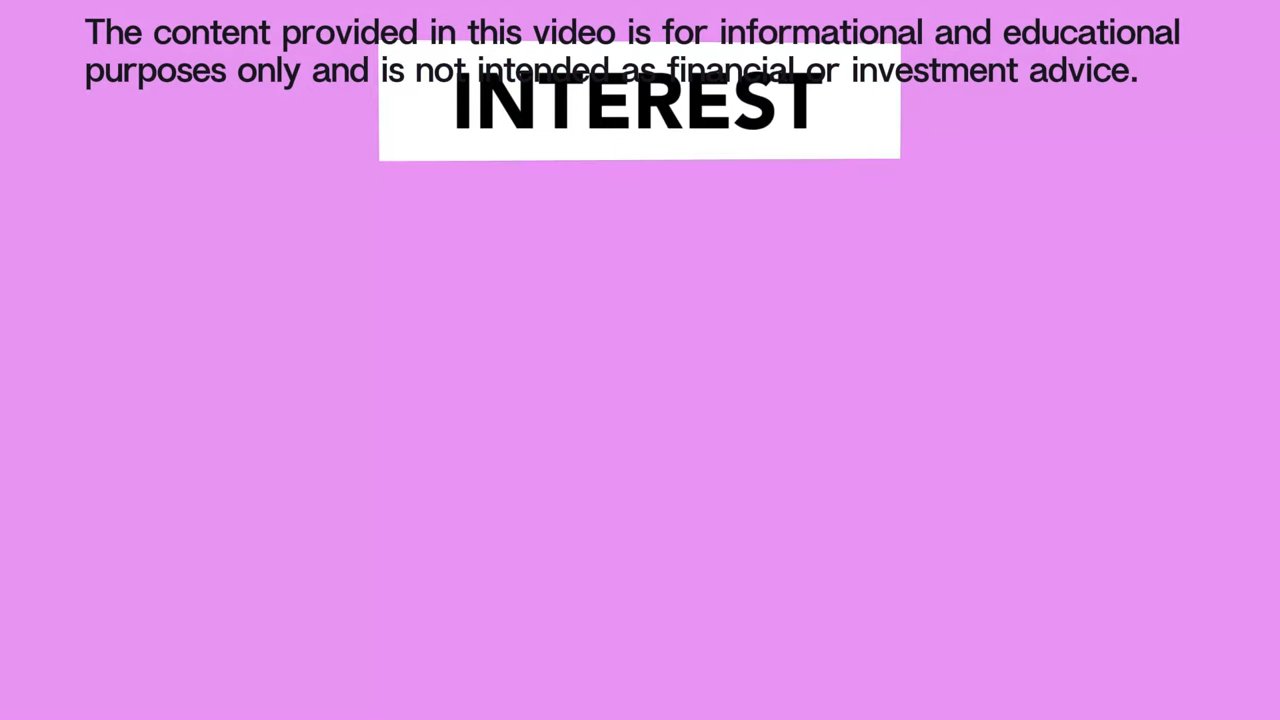 The content provided in this video is for informational and educational
purposes only and is not intended as financial or investment advice.
INTEREST